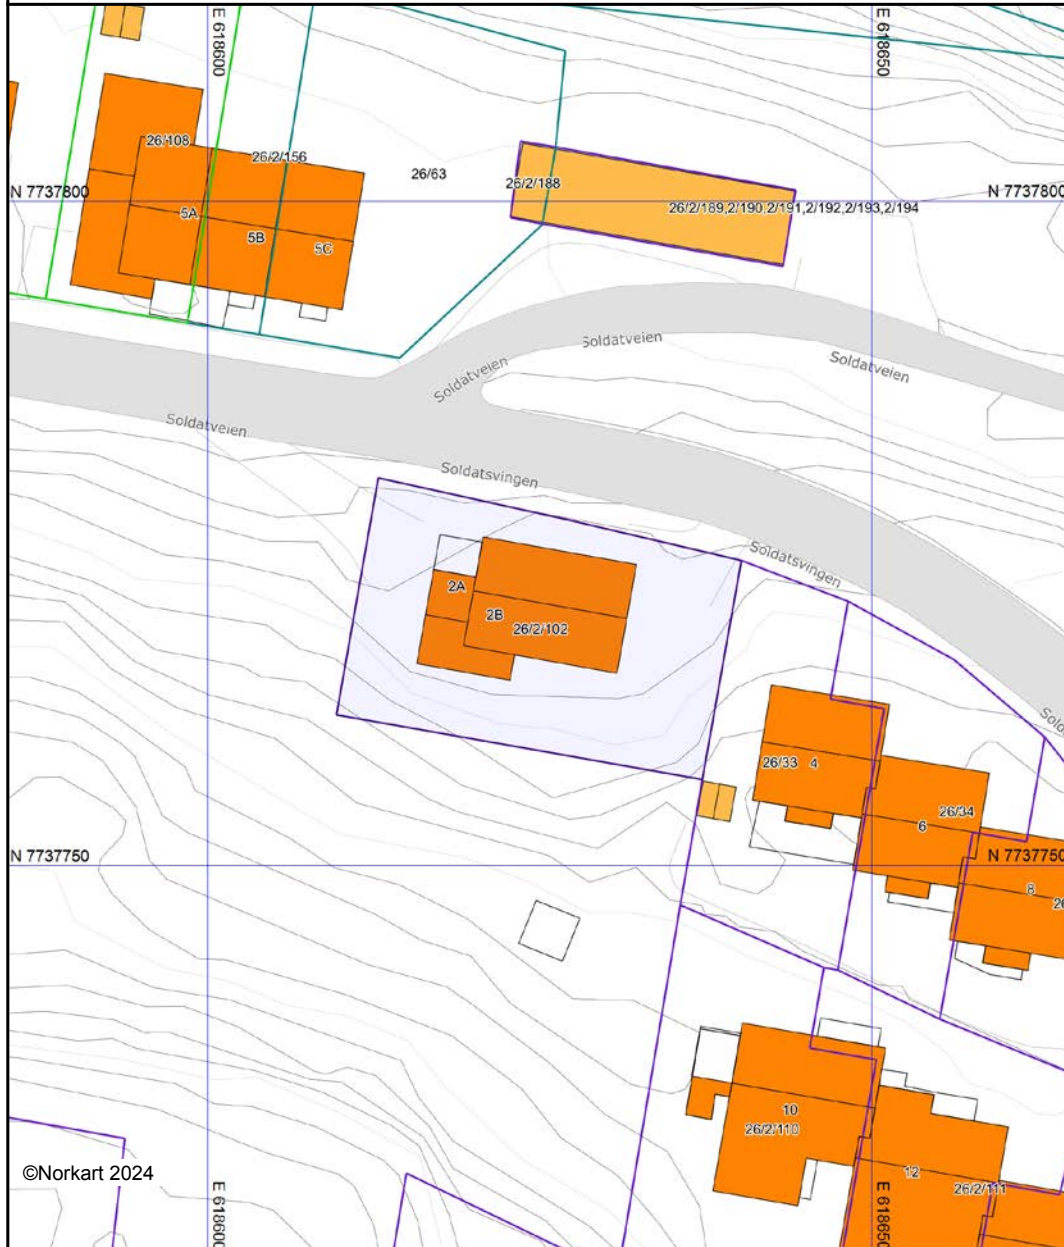 E 618600
E 618650
26/108
26/2/156
26/63
26/2/188
N 7737800
N 7737800
26/2/189,2/190,2/191,2/192,2/193,2/194
5A
5B
5C
Soldatveien
Soldatveien
Soldatveien
Soldatveien
Soldatsvingen
Soldatsvingen
2A
2B
26/2/102
Sold
26/33
4
26/34
6
N 7737750
N 7737750
8
26
10
26/2/110
12
26/2/111
©Norkart 2024
E 618600
E 618650